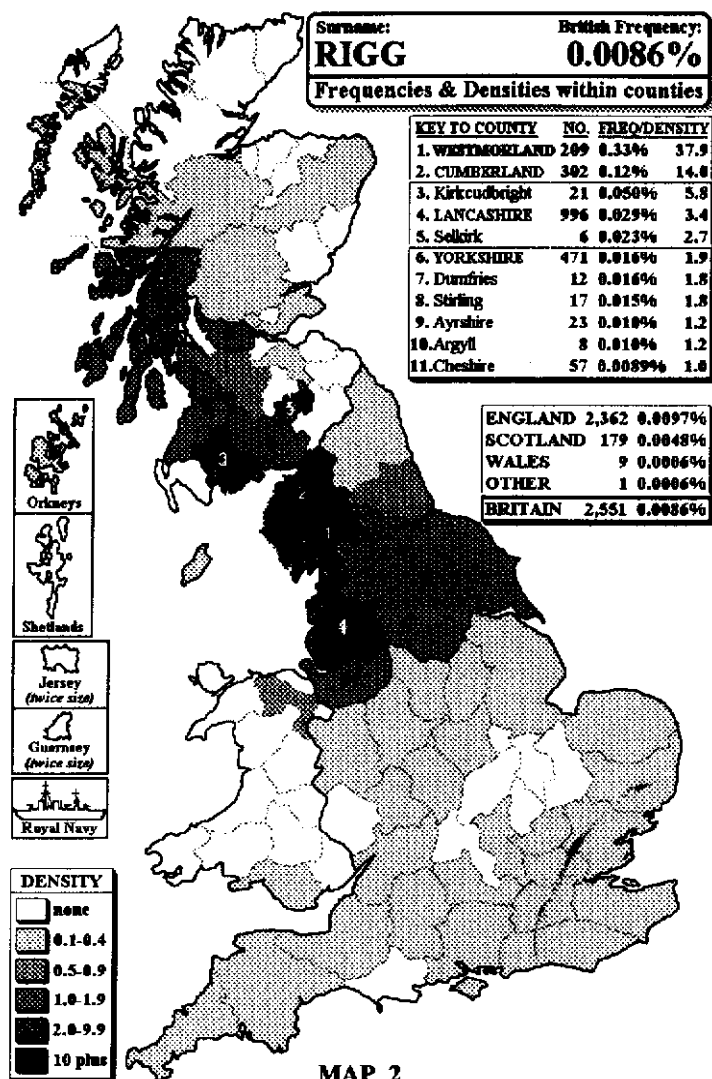 Surname: British Frequency:
RIGG 0.0086%
Frequencies & Densities within counties
KEY TO COUNTY NO. FREQ/DENSITY
1. WESTMORLAND 209 0.33% 37.9
2. CUMBERLAND 302 0.12% 14.0
3. Kirkcudbright 21 0.050% 5.8
4. LANCASHIRE 996 0.029% 3.4
5. Selkirk 6 0.023% 2.7
6. YORKSHIRE 471 0.016% 1.9
7. Dumfries 12 0.016% 1.8
8. Stirling 17 0.015% 1.8
9. Ayrshire 23 0.010% 1.2
10. Argyll 8 0.010% 1.2
11. Cheshire 57 0.0089% 1.0
ENGLAND 2,362 0.0097%
SCOTLAND 179 0.0048%
WALES 9 0.0006%
OTHER 1 0.0006%
BRITAIN 2,551 0.0086%
3
2
4
Orkneys
Shetlands
Jersey
(twice size)
Guernsey
(twice size)
Royal Navy
DENSITY
none
0.1-0.4
0.5-0.9
1.0-1.9
2.0-9.9
10 plus
MAP 2